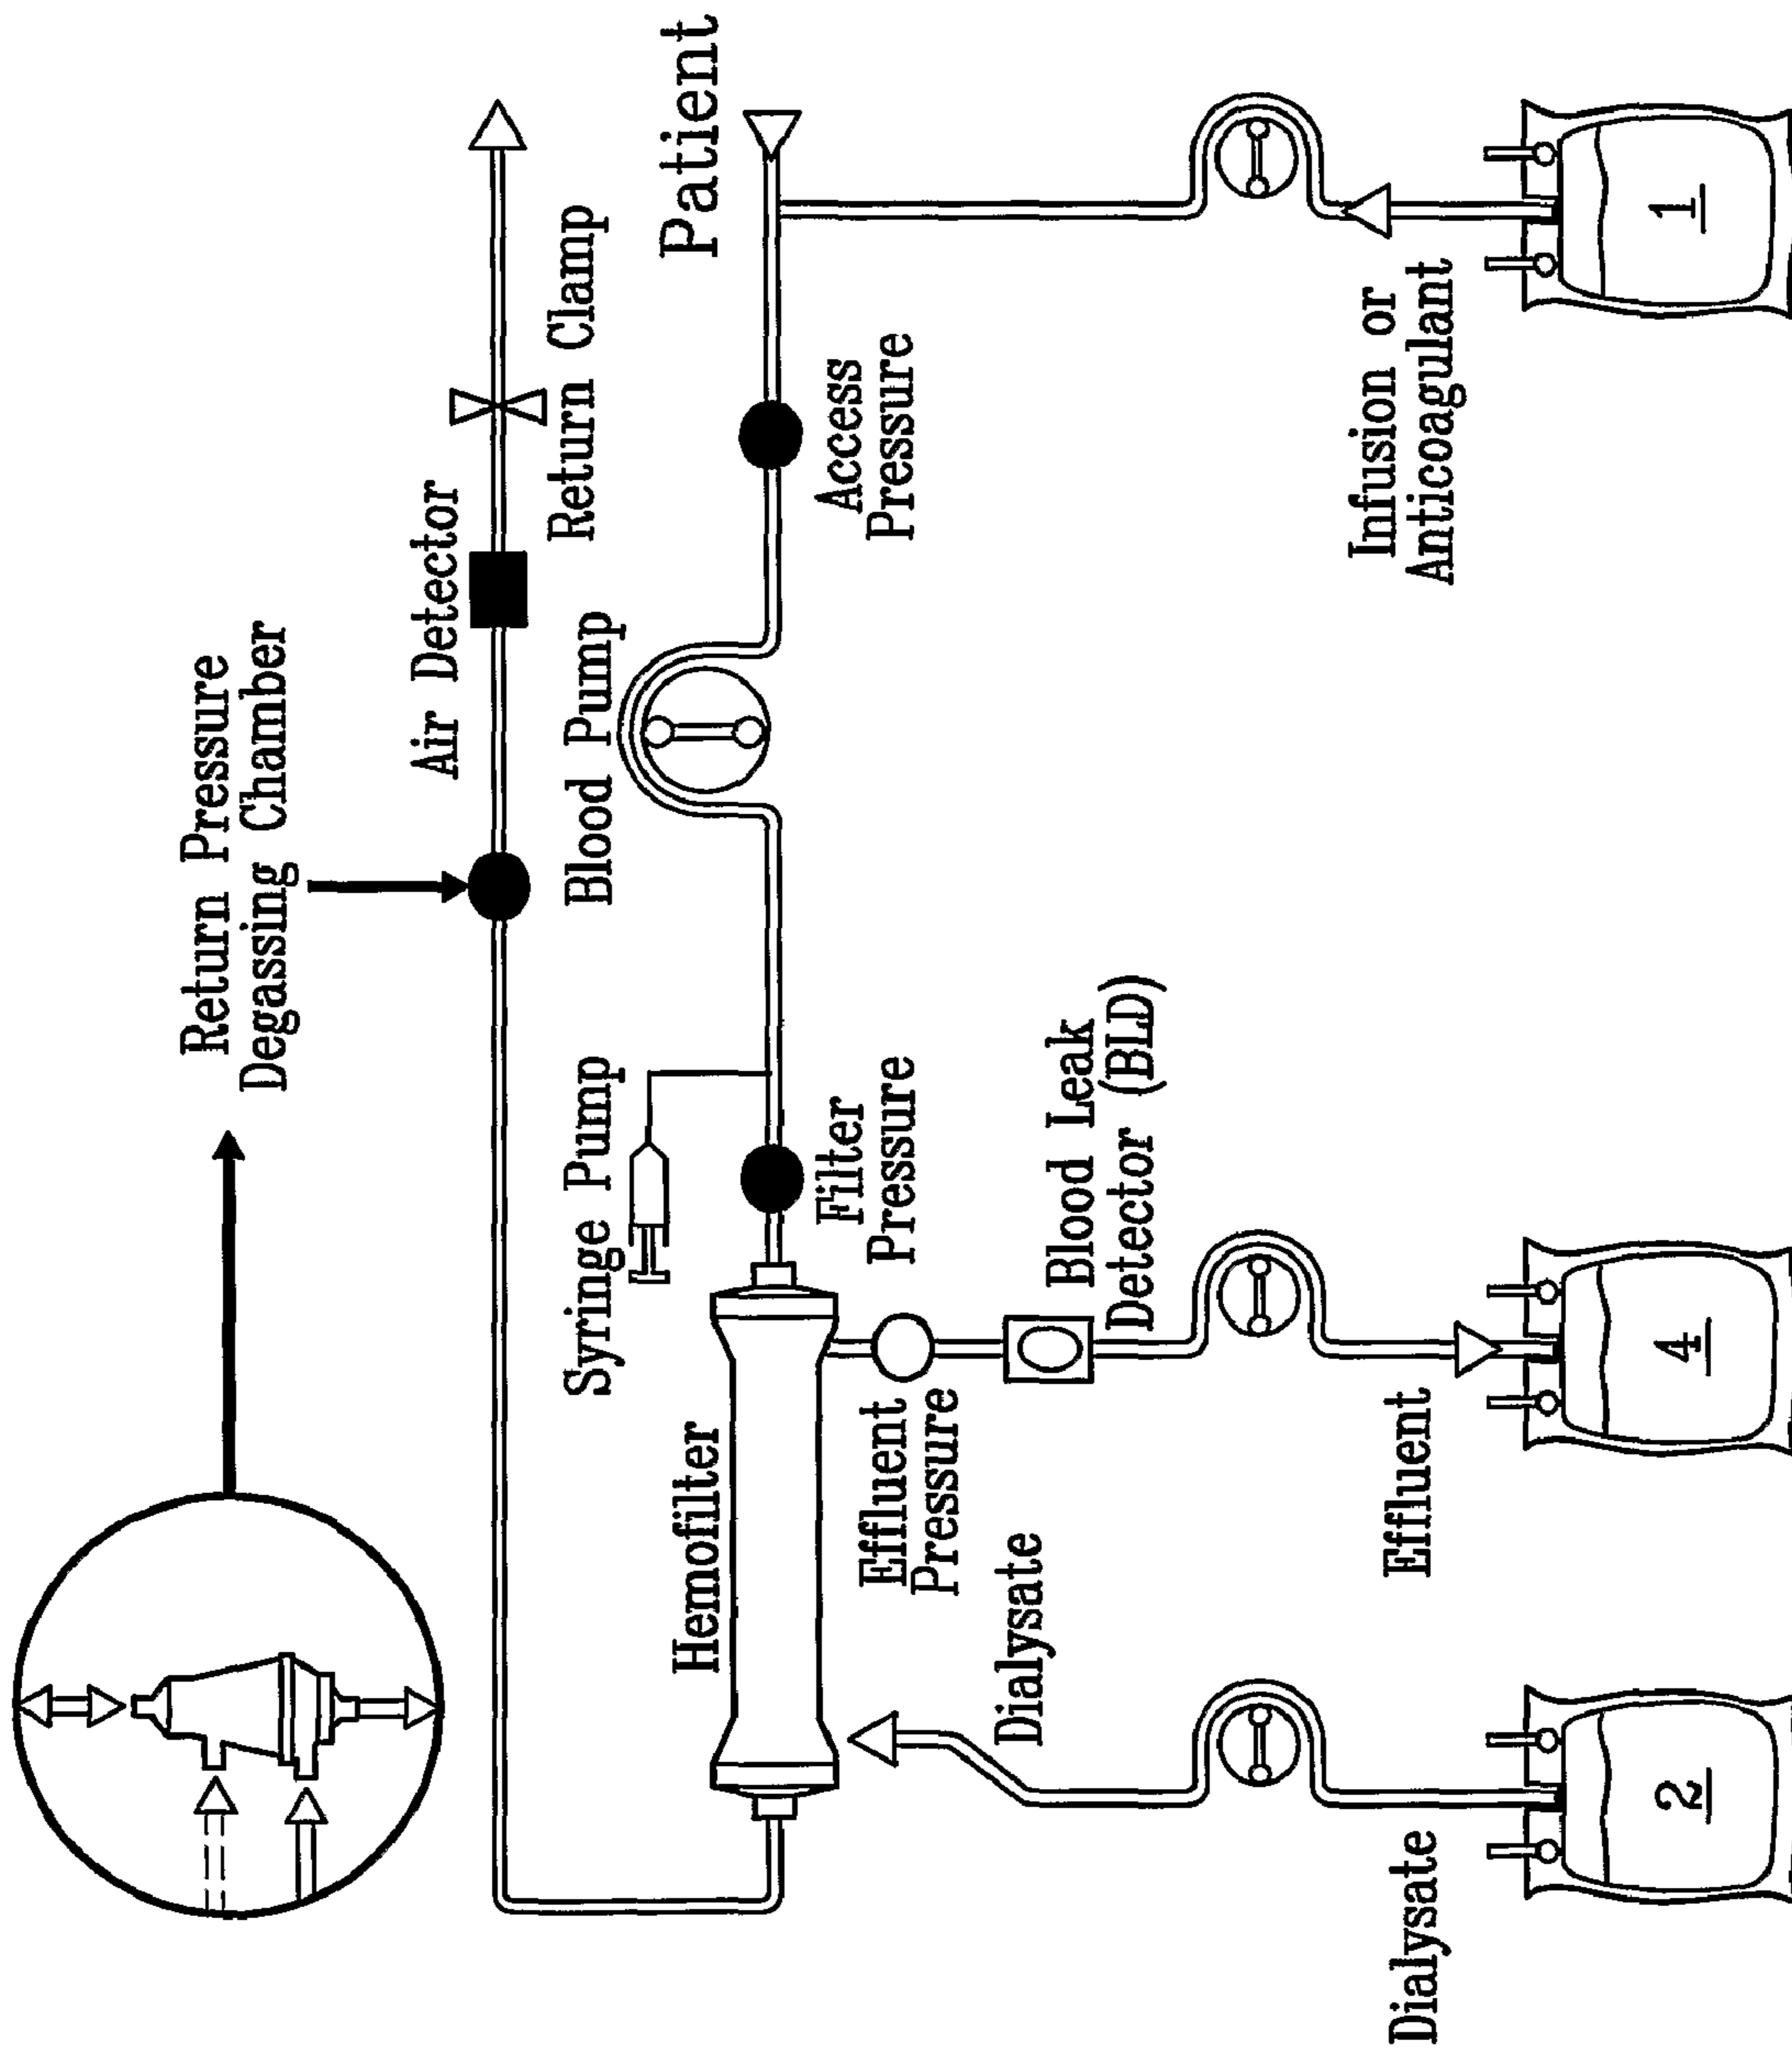 Return Pressure
Degassing Chamber
Air Detector
Return Clamp
Syringe Pump
Blood Pump
Patient
Hemofilter
Filter
Pressure
Access
Pressure
Effluent
Pressure
Dialysate
Blood Leak
Detector (BLD)
Dialysate
Effluent
Infusion or
Anticoagulant
2
4
1